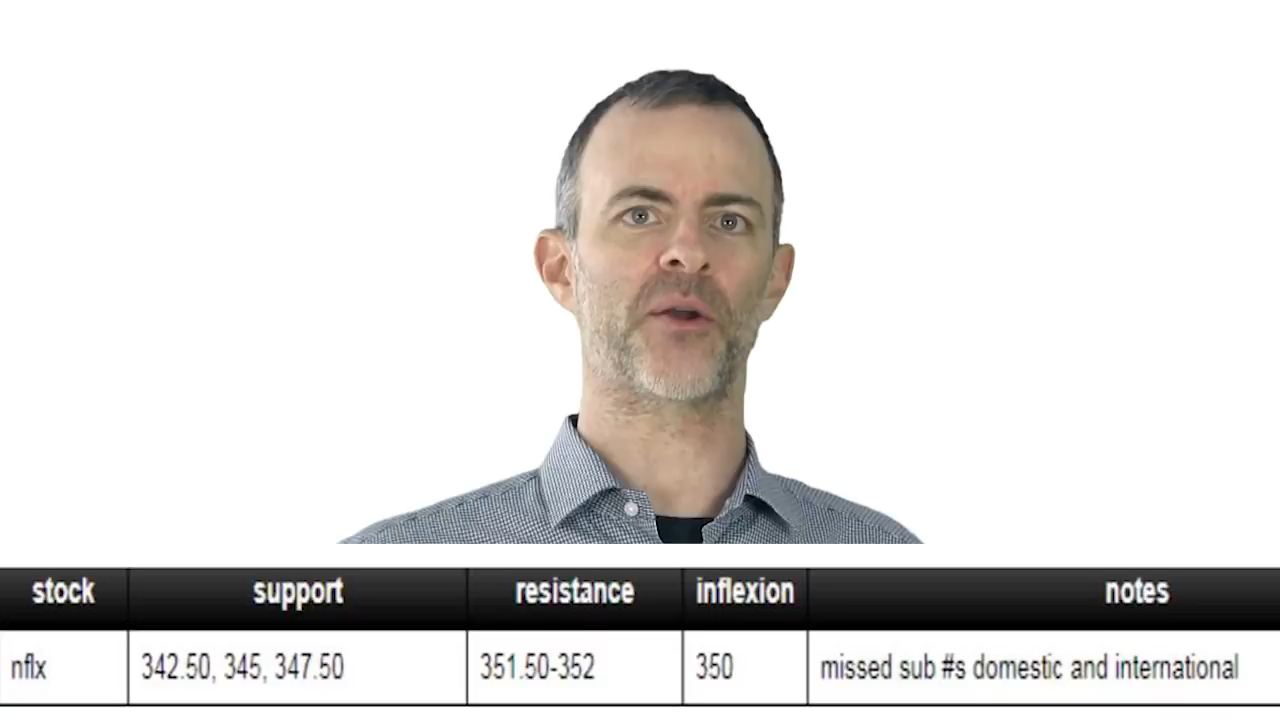 stock support resistance inflexion notes
nflx 342.50, 345, 347.50 351.50-352 350 missed sub #s domestic and international